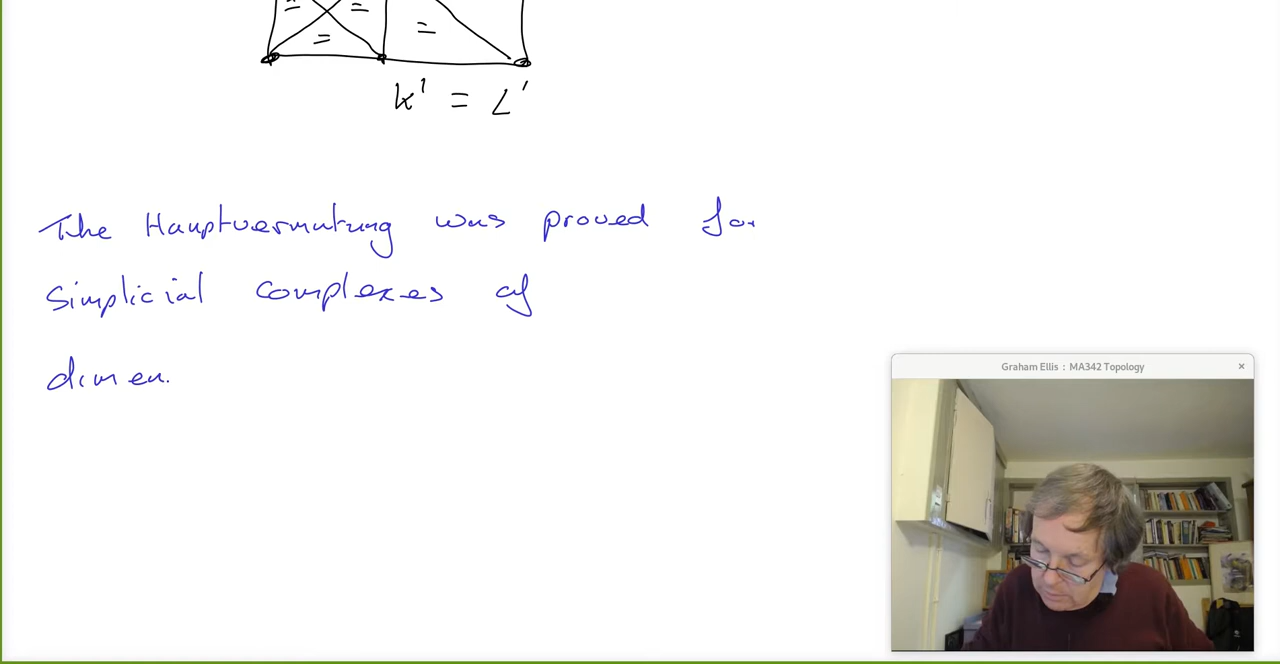 K' = L'
The Hauptvermutung was proved for
simplicial complexes of
dimen
Graham Ellis : MA342 Topology ×